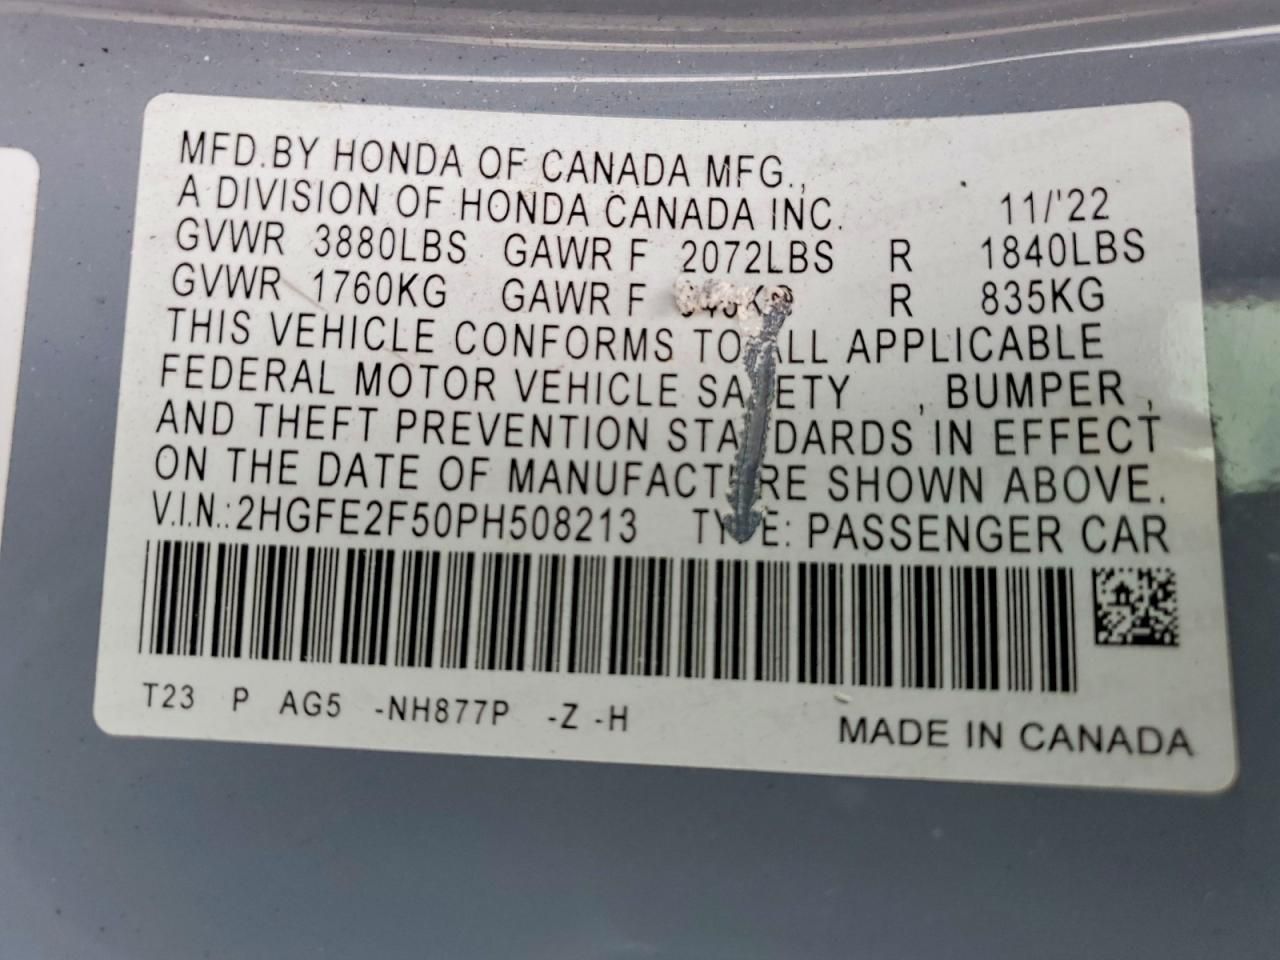 MFD.BY HONDA OF CANADA MFG.,
A DIVISION OF HONDA CANADA INC. 11/'22
GVWR 3880LBS GAWR F 2072LBS R 1840LBS
GVWR 1760KG GAWR F R 835KG
THIS VEHICLE CONFORMS TO ALL APPLICABLE
FEDERAL MOTOR VEHICLE SAFETY , BUMPER ,
AND THEFT PREVENTION STANDARDS IN EFFECT
ON THE DATE OF MANUFACTURE SHOWN ABOVE.
V.I.N.:2HGFE2F50PH508213 TYPE: PASSENGER CAR
T23 P AG5 -NH877P -Z -H
MADE IN CANADA